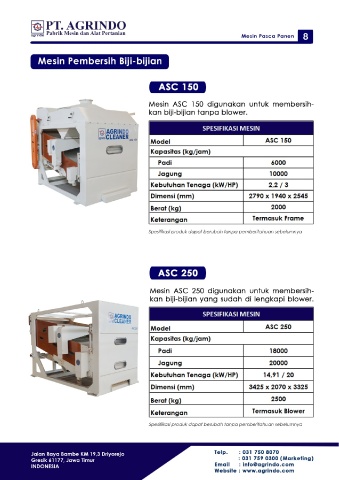 PT. AGRINDO
Pabrik Mesin dan Alat Pertanian
Mesin Pasca Panen 8
Mesin Pembersih Biji-bijian
ASC 150
Mesin ASC 150 digunakan untuk membersih-
kan biji-bijian tanpa blower.
AGRINDO
CLEANER
SPESIFIKASI MESIN
Model ASC 150
Kapasitas (kg/jam)
Padi 6000
Jagung 10000
Kebutuhan Tenaga (kW/HP) 2.2 / 3
Dimensi (mm) 2790 x 1940 x 2545
Berat (kg) 2000
Keterangan Termasuk Frame
Spesifikasi produk dapat berubah tanpa pemberitahuan sebelumnya
ASC 250
Mesin ASC 250 digunakan untuk membersih-
kan biji-bijian yang sudah di lengkapi blower.
AGRINDO
CLEANER
SPESIFIKASI MESIN
Model ASC 250
Kapasitas (kg/jam)
Padi 18000
Jagung 20000
Kebutuhan Tenaga (kW/HP) 14.91 / 20
Dimensi (mm) 3425 x 2070 x 3325
Berat (kg) 2500
Keterangan Termasuk Blower
Spesifikasi produk dapat berubah tanpa pemberitahuan sebelumnya
Jalan Raya Bambe KM 19.3 Driyorejo
Gresik 61177, Jawa Timur
INDONESIA
Telp. : 031 750 8870
: 031 759 0300 (Marketing)
Email : info@agrindo.com
Website : www.agrindo.com